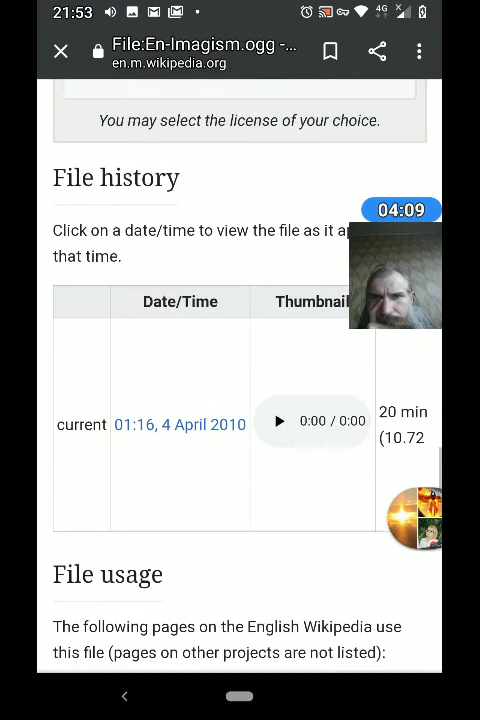 21:53
4G
File:En-Imagism.ogg -...
en.m.wikipedia.org
You may select the license of your choice.
File history
04:09
Click on a date/time to view the file as it ap
that time.
Date/Time Thumbnail
current 01:16, 4 April 2010 0:00 / 0:00 20 min
(10.72
File usage
The following pages on the English Wikipedia use
this file (pages on other projects are not listed):